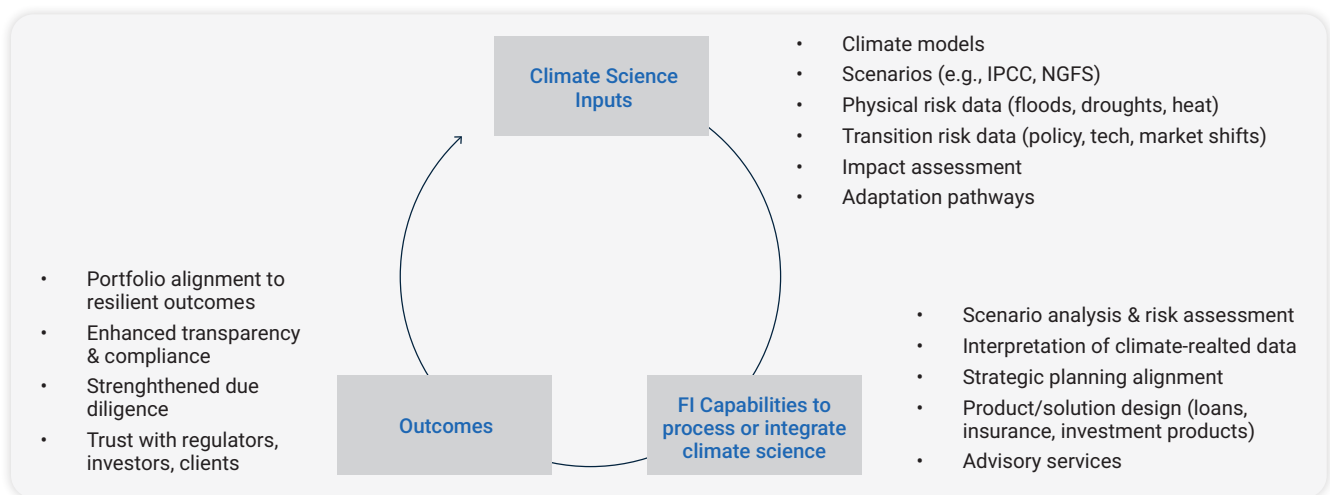 Climate Science
Inputs
• Climate models
• Scenarios (e.g., IPCC, NGFS)
• Physical risk data (floods, droughts, heat)
• Transition risk data (policy, tech, market shifts)
• Impact assessment
• Adaptation pathways
• Scenario analysis & risk assessment
• Interpretation of climate-realted data
• Strategic planning alignment
• Product/solution design (loans,
insurance, investment products)
• Advisory services
FI Capabilities to
process or integrate
climate science
Outcomes
• Portfolio alignment to
resilient outcomes
• Enhanced transparency
& compliance
• Strenghthened due
diligence
• Trust with regulators,
investors, clients